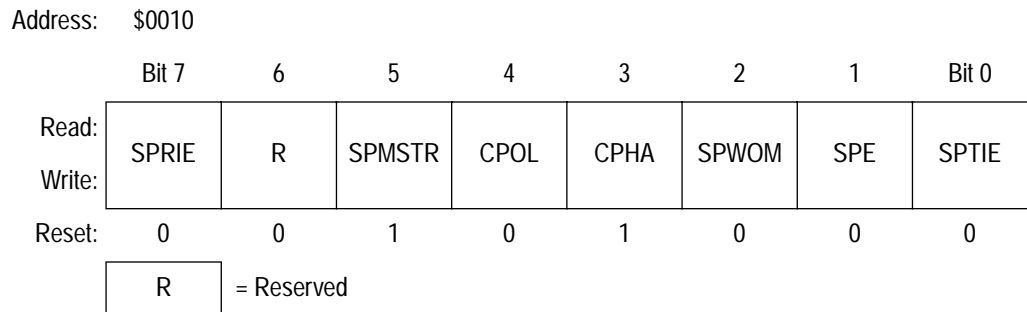 Address: $0010
Bit 7 6 5 4 3 2 1 Bit 0
Read:
SPRIE R SPMSTR CPOL CPHA SPWOM SPE SPTIE
Write:
Reset: 0 0 1 0 1 0 0 0
R = Reserved